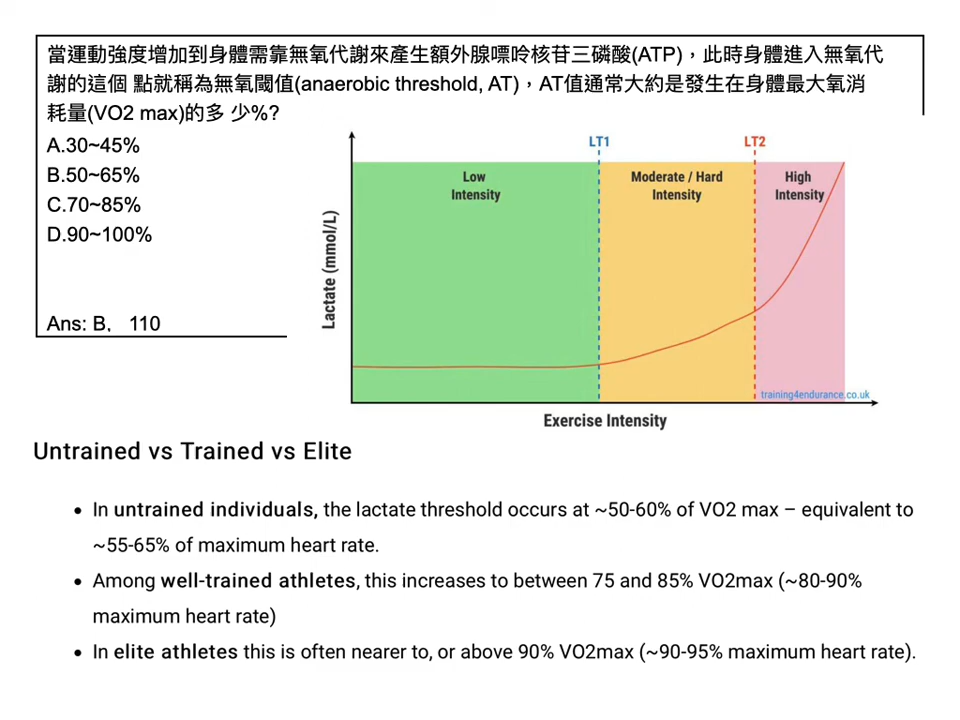 當運動強度增加到身體需靠無氧代謝來產生額外腺嘌呤核苷三磷酸(ATP)，此時身體進入無氧代
謝的這個 點就稱為無氧閾值(anaerobic threshold, AT)，AT值通常大約是發生在身體最大氧消
耗量(VO2 max)的多 少%?
A.30~45%
B.50~65%
C.70~85%
D.90~100%
Ans: B. 110
LT1
LT2
Low
Intensity
Moderate / Hard
Intensity
High
Intensity
Lactate (mmol/L)
training4endurance.co.uk
Exercise Intensity
Untrained vs Trained vs Elite
• In untrained individuals, the lactate threshold occurs at ~50-60% of VO2 max – equivalent to
~55-65% of maximum heart rate.
• Among well-trained athletes, this increases to between 75 and 85% VO2max (~80-90%
maximum heart rate)
• In elite athletes this is often nearer to, or above 90% VO2max (~90-95% maximum heart rate).